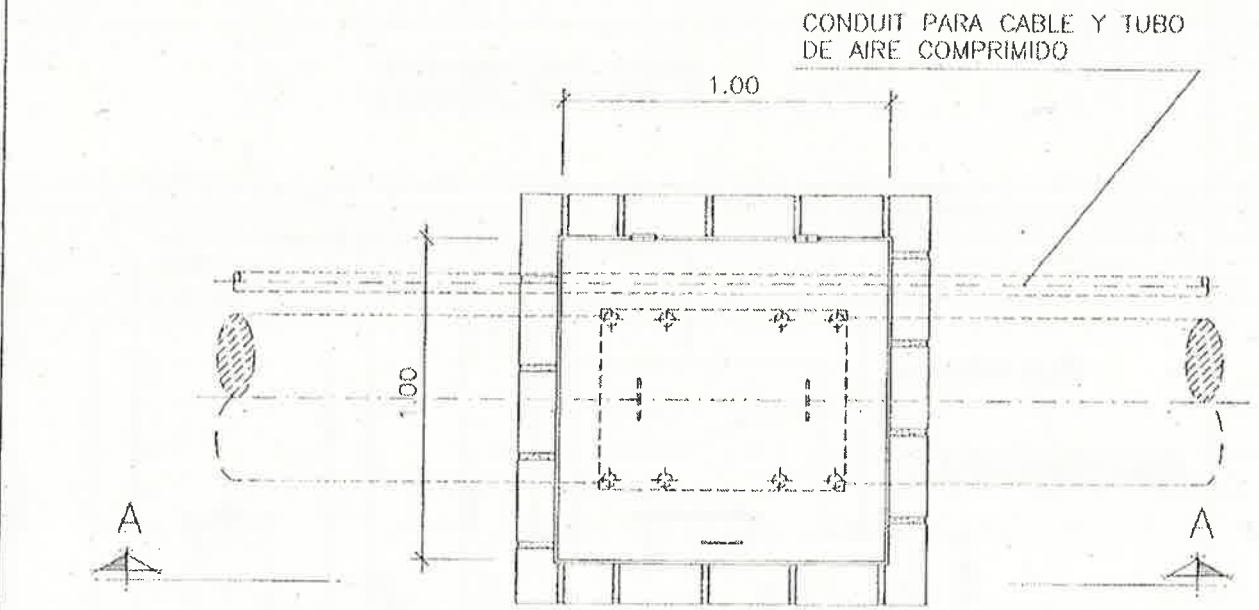 CONDUIT PARA CABLE Y TUBO
DE AIRE COMPRIMIDO
1.00
1.00
A
A